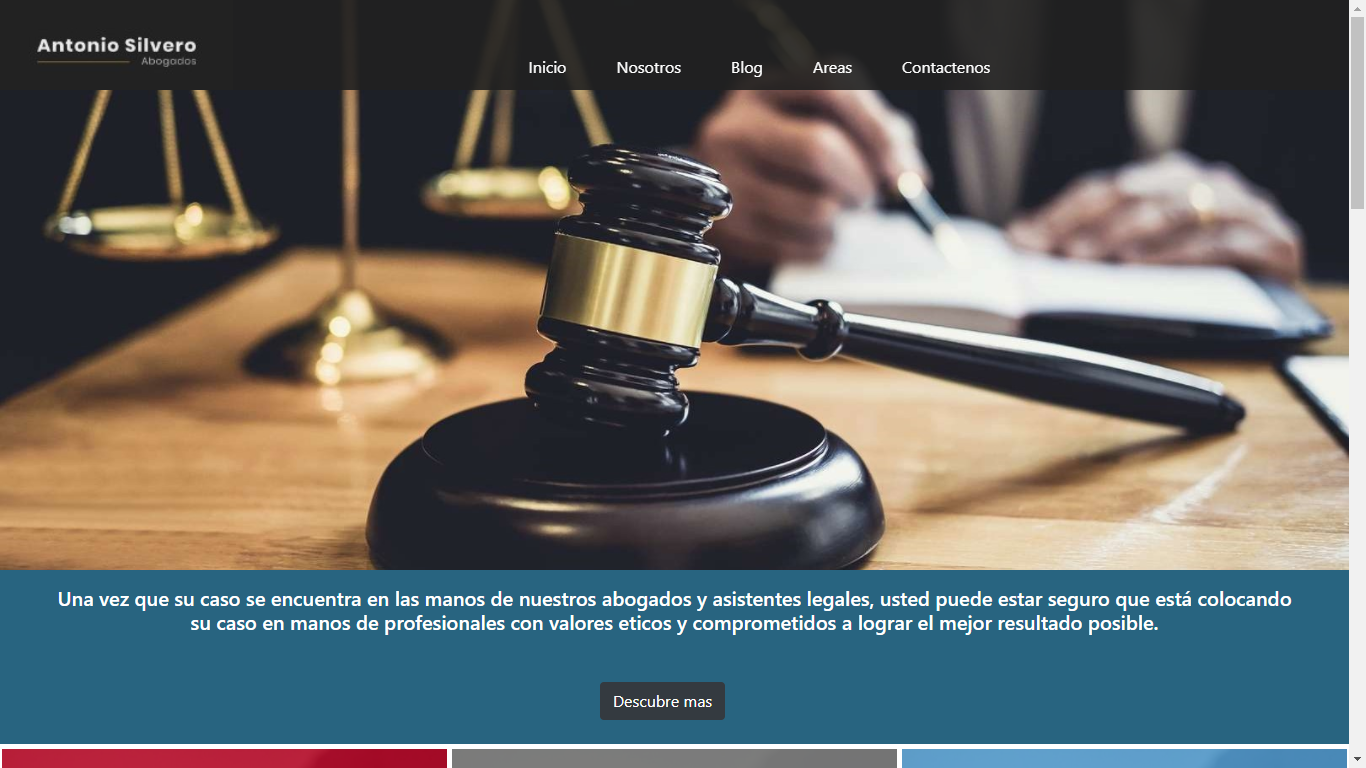 Antonio Silvero
Abogados
Inicio Nosotros Blog Areas Contactenos
Una vez que su caso se encuentra en las manos de nuestros abogados y asistentes legales, usted puede estar seguro que está colocando
su caso en manos de profesionales con valores eticos y comprometidos a lograr el mejor resultado posible.
Descubre mas